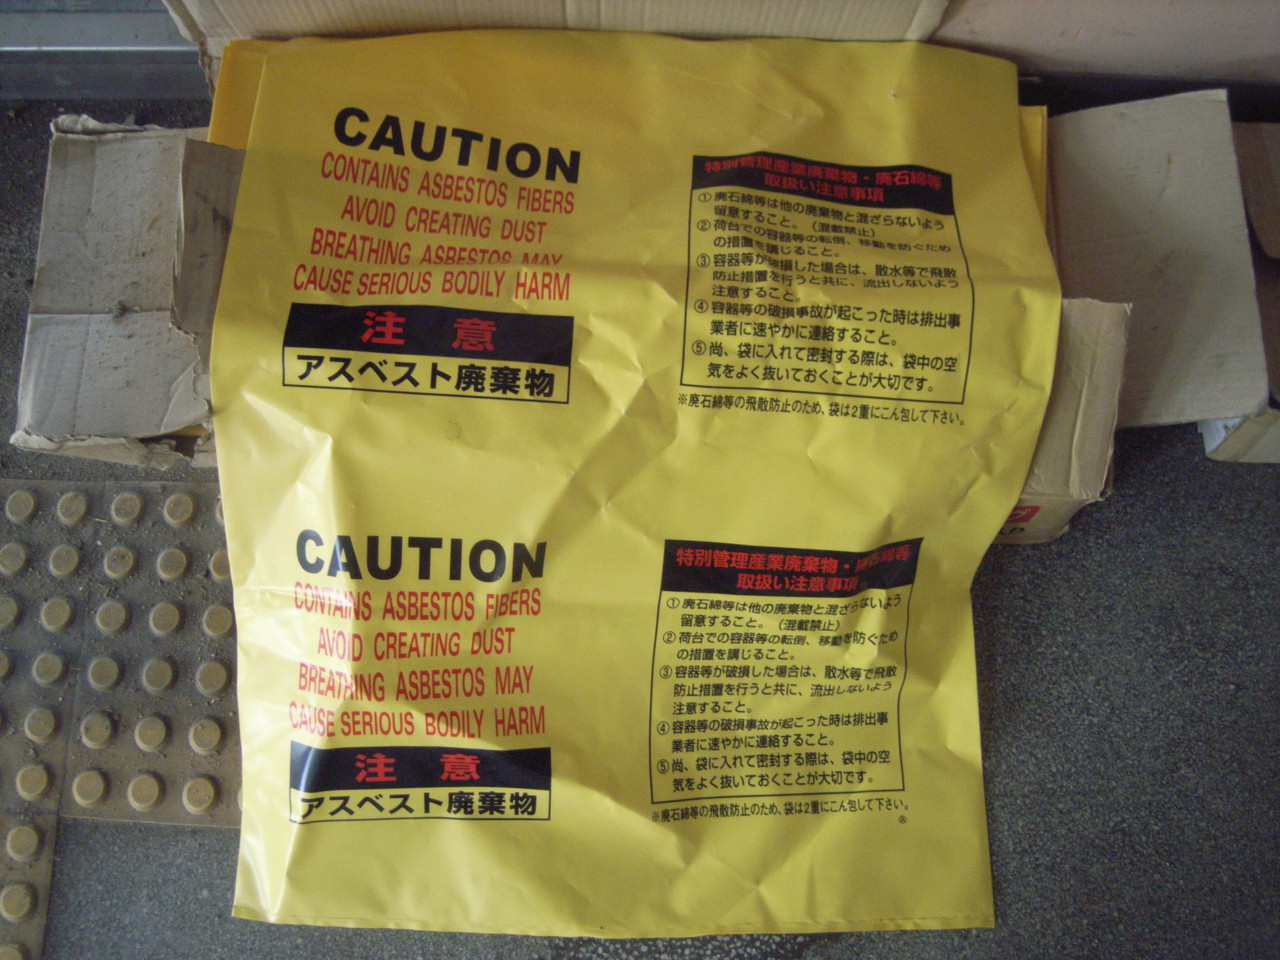 CAUTION
CONTAINS ASBESTOS FIBERS
AVOID CREATING DUST
BREATHING ASBESTOS MAY
CAUSE SERIOUS BODILY HARM
注 意
アスベスト廃棄物
特別管理産業廃棄物・廃石綿等
取扱い注意事項
① 廃石綿等は他の廃棄物と混ざらないよう
留意すること。（混載禁止）
② 荷台での容器等の転倒、移動を防ぐため
の措置を講じること。
③ 容器等が破損した場合は、散水等で飛散
防止措置を行うと共に、流出しないよう
注意すること。
④ 容器等の破損事故が起こった時は排出事
業者に速やかに連絡すること。
⑤ 尚、袋に入れて密封する際は、袋中の空
気をよく抜いておくことが大切です。
※廃石綿等の飛散防止のため、袋は2重にこん包して下さい。
CAUTION
CONTAINS ASBESTOS FIBERS
AVOID CREATING DUST
BREATHING ASBESTOS MAY
CAUSE SERIOUS BODILY HARM
注 意
アスベスト廃棄物
特別管理産業廃棄物・廃石綿等
取扱い注意事項
① 廃石綿等は他の廃棄物と混ざらないよう
留意すること。（混載禁止）
② 荷台での容器等の転倒、移動を防ぐため
の措置を講じること。
③ 容器等が破損した場合は、散水等で飛散
防止措置を行うと共に、流出しないよう
注意すること。
④ 容器等の破損事故が起こった時は排出事
業者に速やかに連絡すること。
⑤ 尚、袋に入れて密封する際は、袋中の空
気をよく抜いておくことが大切です。
※廃石綿等の飛散防止のため、袋は2重にこん包して下さい。
Ⓐ